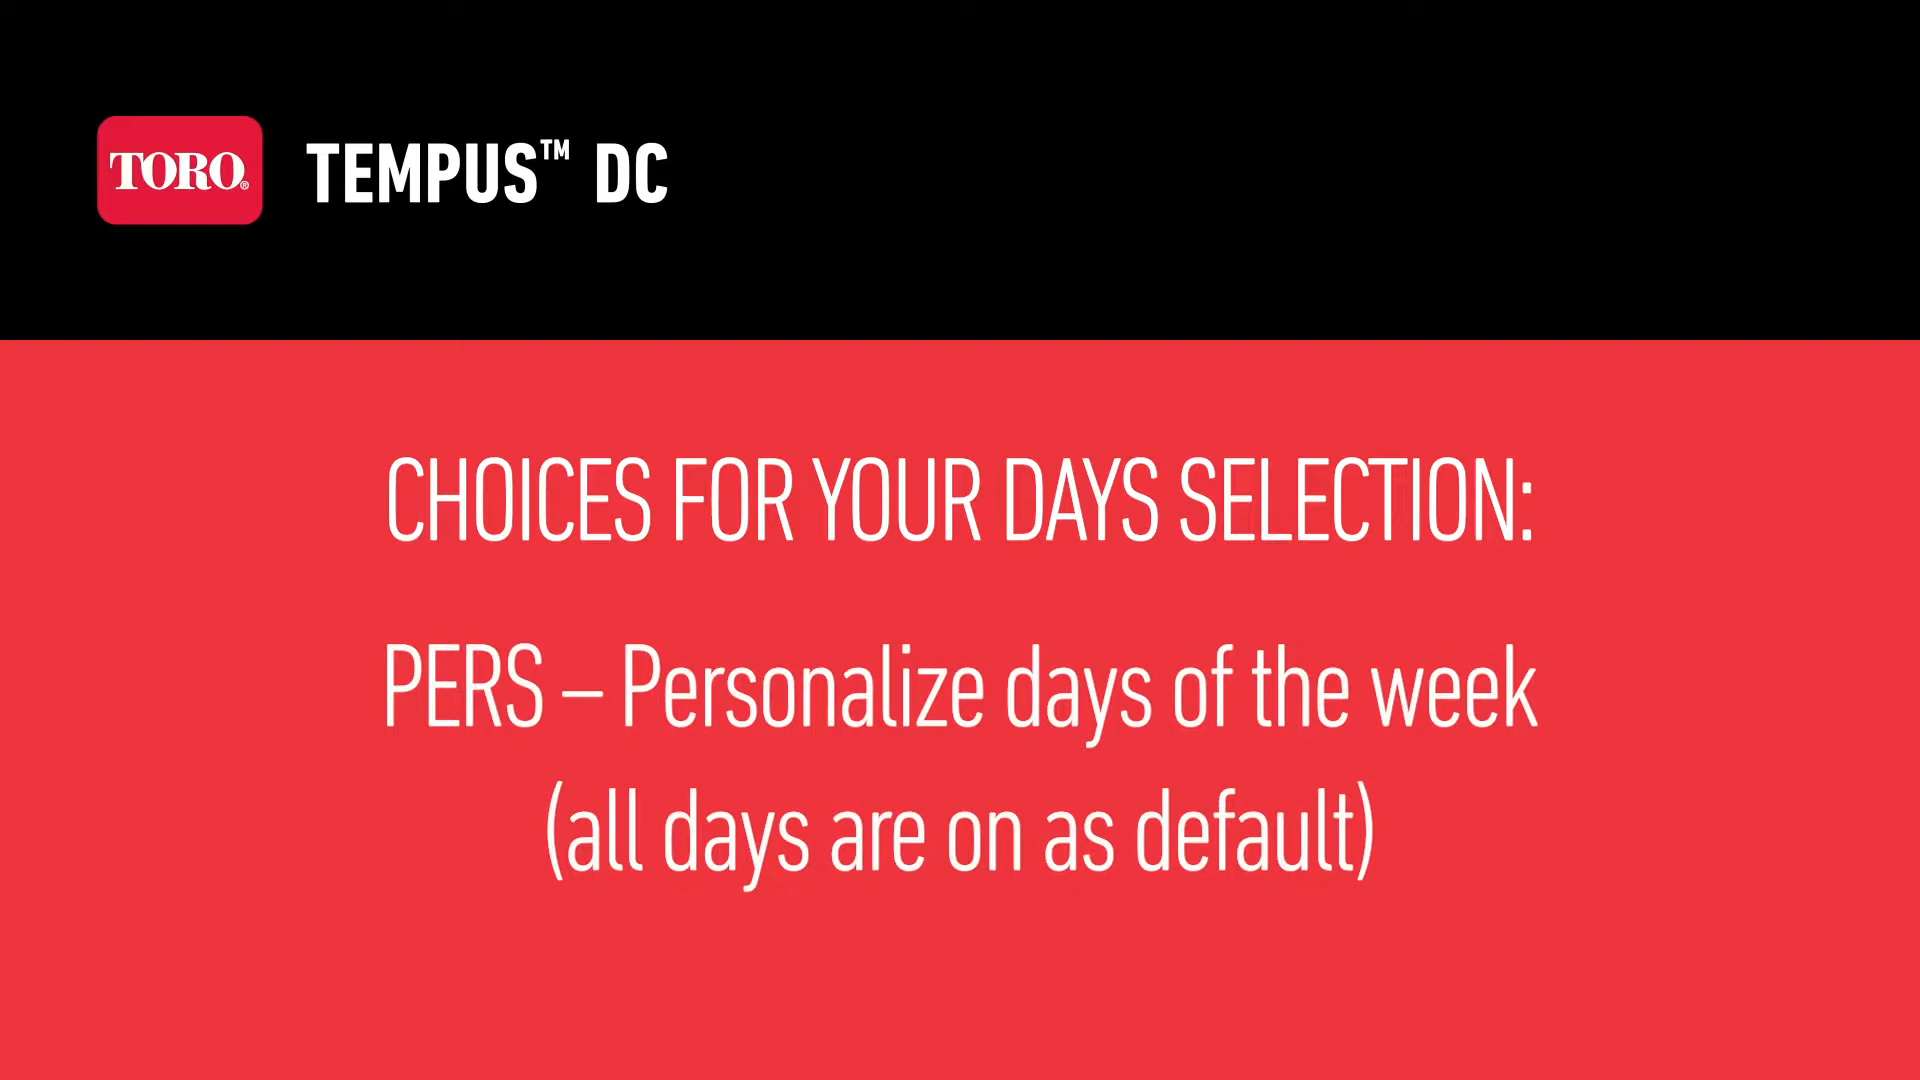 TORO® TEMPUS™ DC
CHOICES FOR YOUR DAYS SELECTION:
PERS – Personalize days of the week
(all days are on as default)